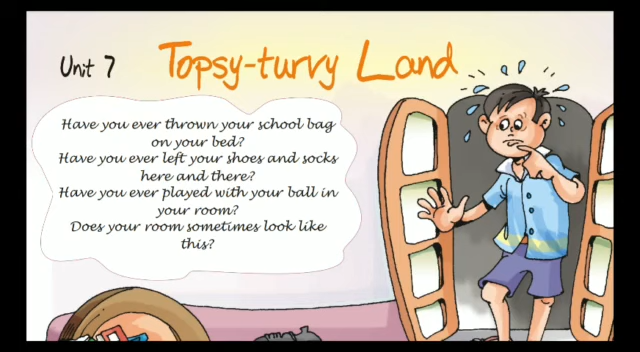 Unit 7 Topsy-turvy Land
Have you ever thrown your school bag
on your bed?
Have you ever left your shoes and socks
here and there?
Have you ever played with your ball in
your room?
Does your room sometimes look like
this?